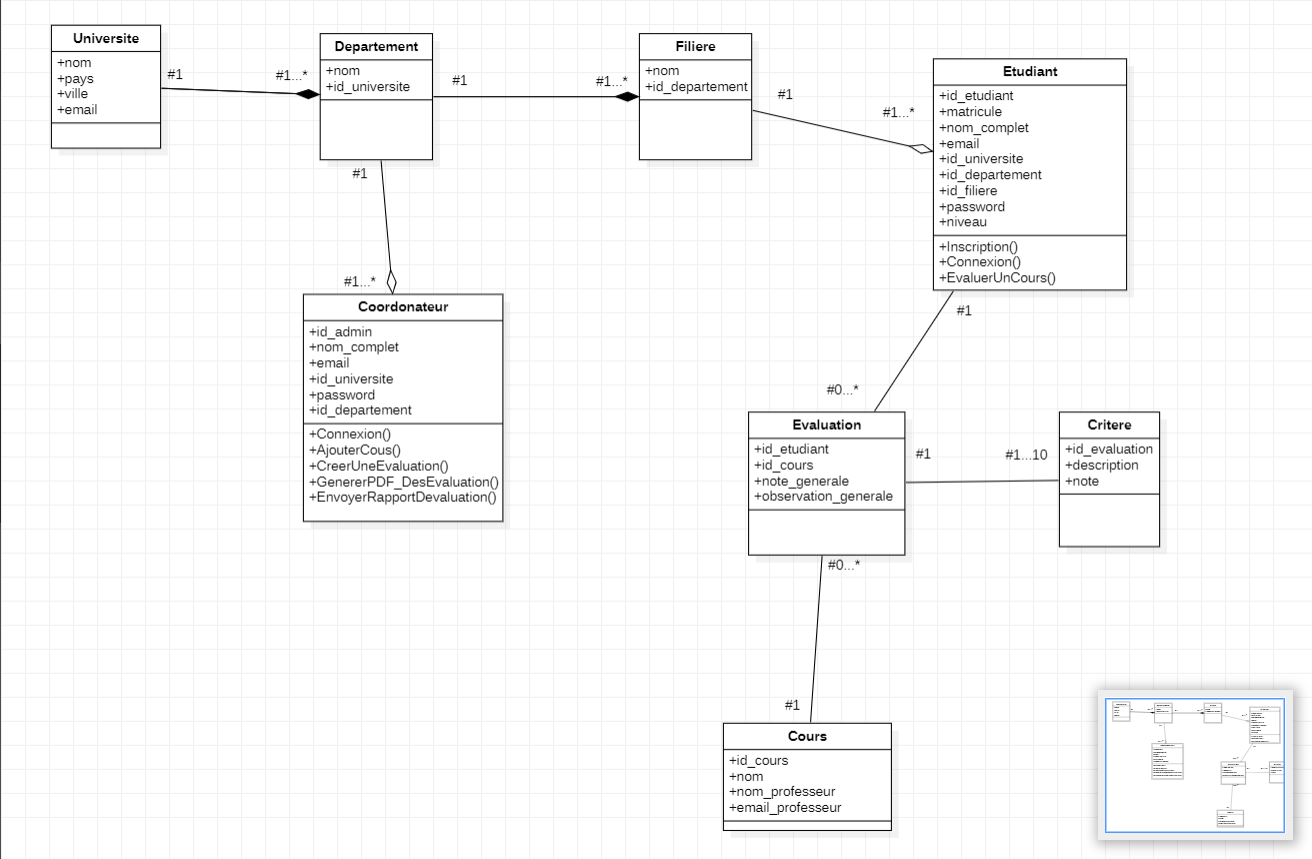 Universite
+nom
+pays
+ville
+email
#1
#1...*
Departement
+nom
+id_universite
#1
#1...*
Filiere
+nom
+id_departement
#1
#1...*
Etudiant
+id_etudiant
+matricule
+nom_complet
+email
+id_universite
+id_departement
+id_filiere
+password
+niveau
+Inscription()
+Connexion()
+EvaluerUnCours()
#1
#1...*
Coordonateur
+id_admin
+nom_complet
+email
+id_universite
+password
+id_departement
+Connexion()
+AjouterCous()
+CreerUneEvaluation()
+GenererPDF_DesEvaluation()
+EnvoyerRapportDevaluation()
#1
#0...*
Evaluation
+id_etudiant
+id_cours
+note_generale
+observation_generale
#1
#1...10
Critere
+id_evaluation
+description
+note
#0...*
#1
Cours
+id_cours
+nom
+nom_professeur
+email_professeur